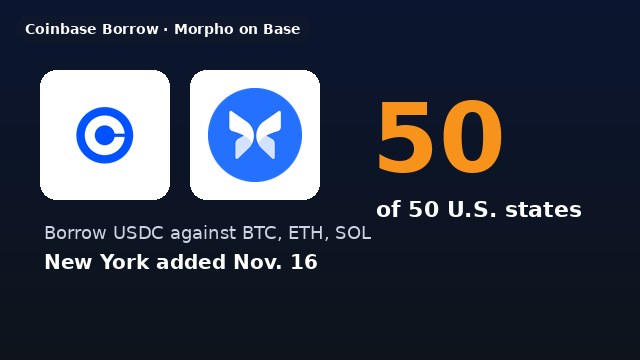 Coinbase Borrow · Morpho on Base
50
of 50 U.S. states
Borrow USDC against BTC, ETH, SOL
New York added Nov. 16